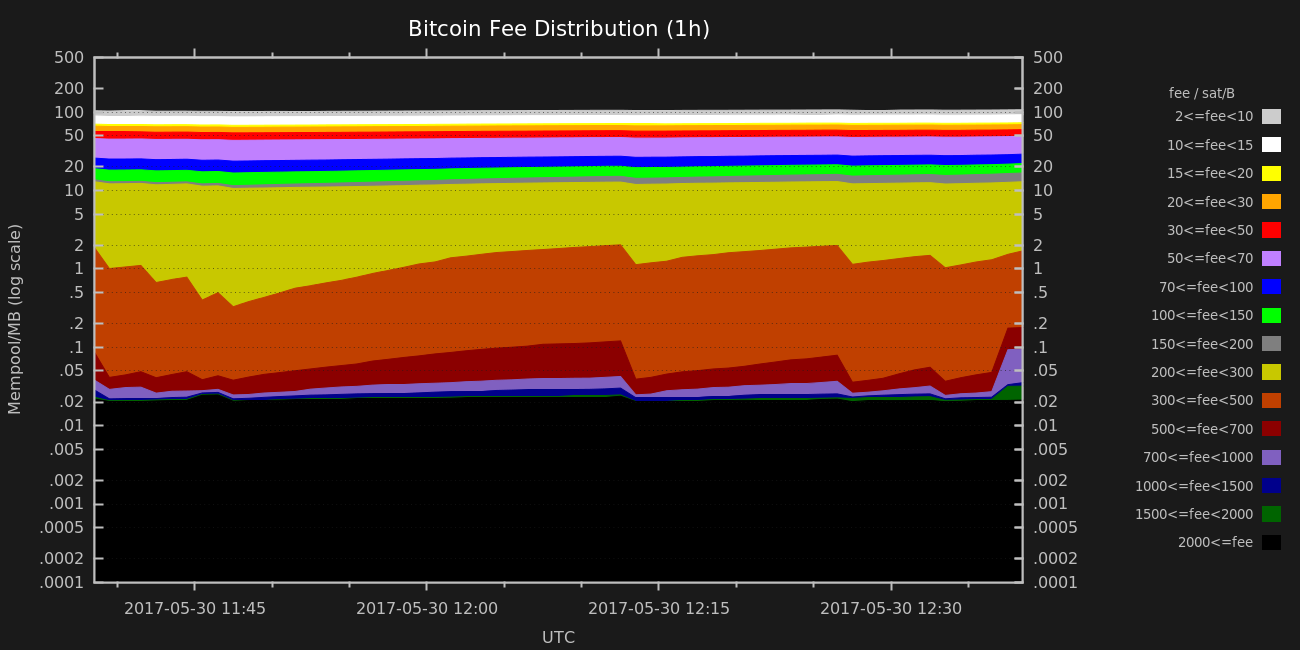 Bitcoin Fee Distribution (1h)
Mempool/MB (log scale)
500
200
100
50
20
10
5
2
1
.5
.2
.1
.05
.02
.01
.005
.002
.001
.0005
.0002
.0001
500
200
100
50
20
10
5
2
1
.5
.2
.1
.05
.02
.01
.005
.002
.001
.0005
.0002
.0001
2017-05-30 11:45
2017-05-30 12:00
2017-05-30 12:15
2017-05-30 12:30
UTC
fee / sat/B
2<=fee<10
10<=fee<15
15<=fee<20
20<=fee<30
30<=fee<50
50<=fee<70
70<=fee<100
100<=fee<150
150<=fee<200
200<=fee<300
300<=fee<500
500<=fee<700
700<=fee<1000
1000<=fee<1500
1500<=fee<2000
2000<=fee